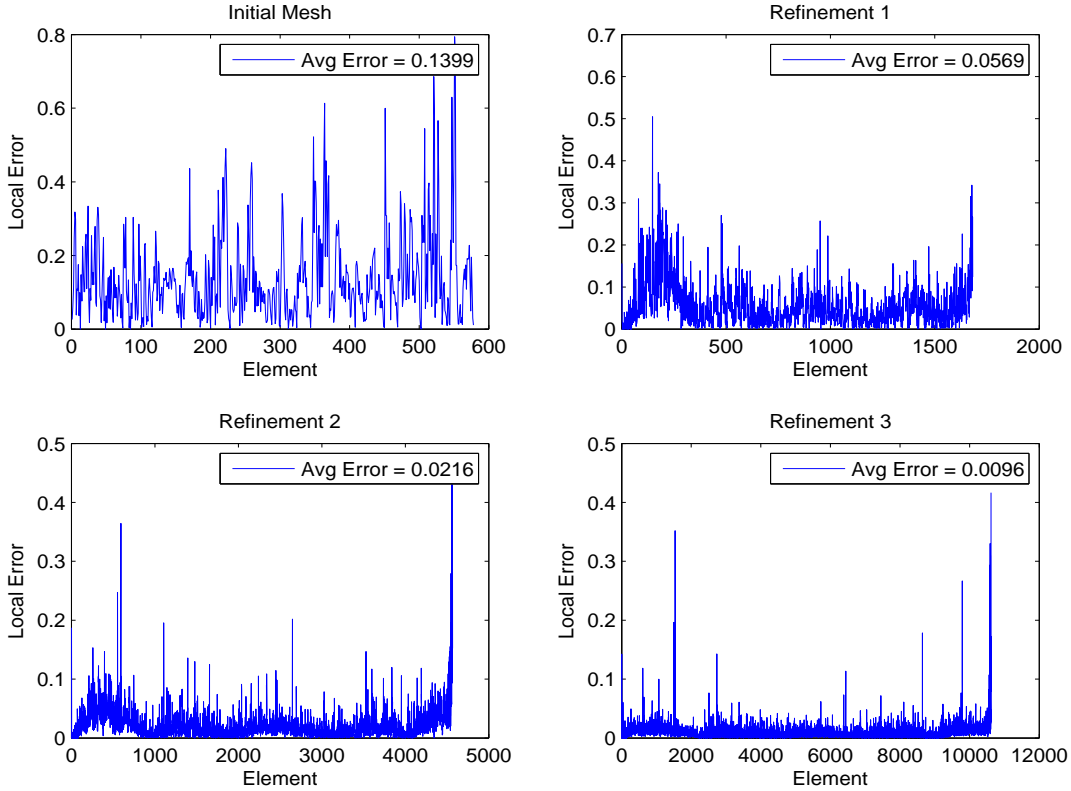 Initial Mesh
0.8
0.6
0.4
0.2
0
Local Error
Avg Error = 0.1399
0 100 200 300 400 500 600
Element
Refinement 1
0.7
0.6
0.5
0.4
0.3
0.2
0.1
0
Local Error
Avg Error = 0.0569
0 500 1000 1500 2000
Element
Refinement 2
0.5
0.4
0.3
0.2
0.1
0
Local Error
Avg Error = 0.0216
0 1000 2000 3000 4000 5000
Element
Refinement 3
0.5
0.4
0.3
0.2
0.1
0
Local Error
Avg Error = 0.0096
0 2000 4000 6000 8000 10000 12000
Element